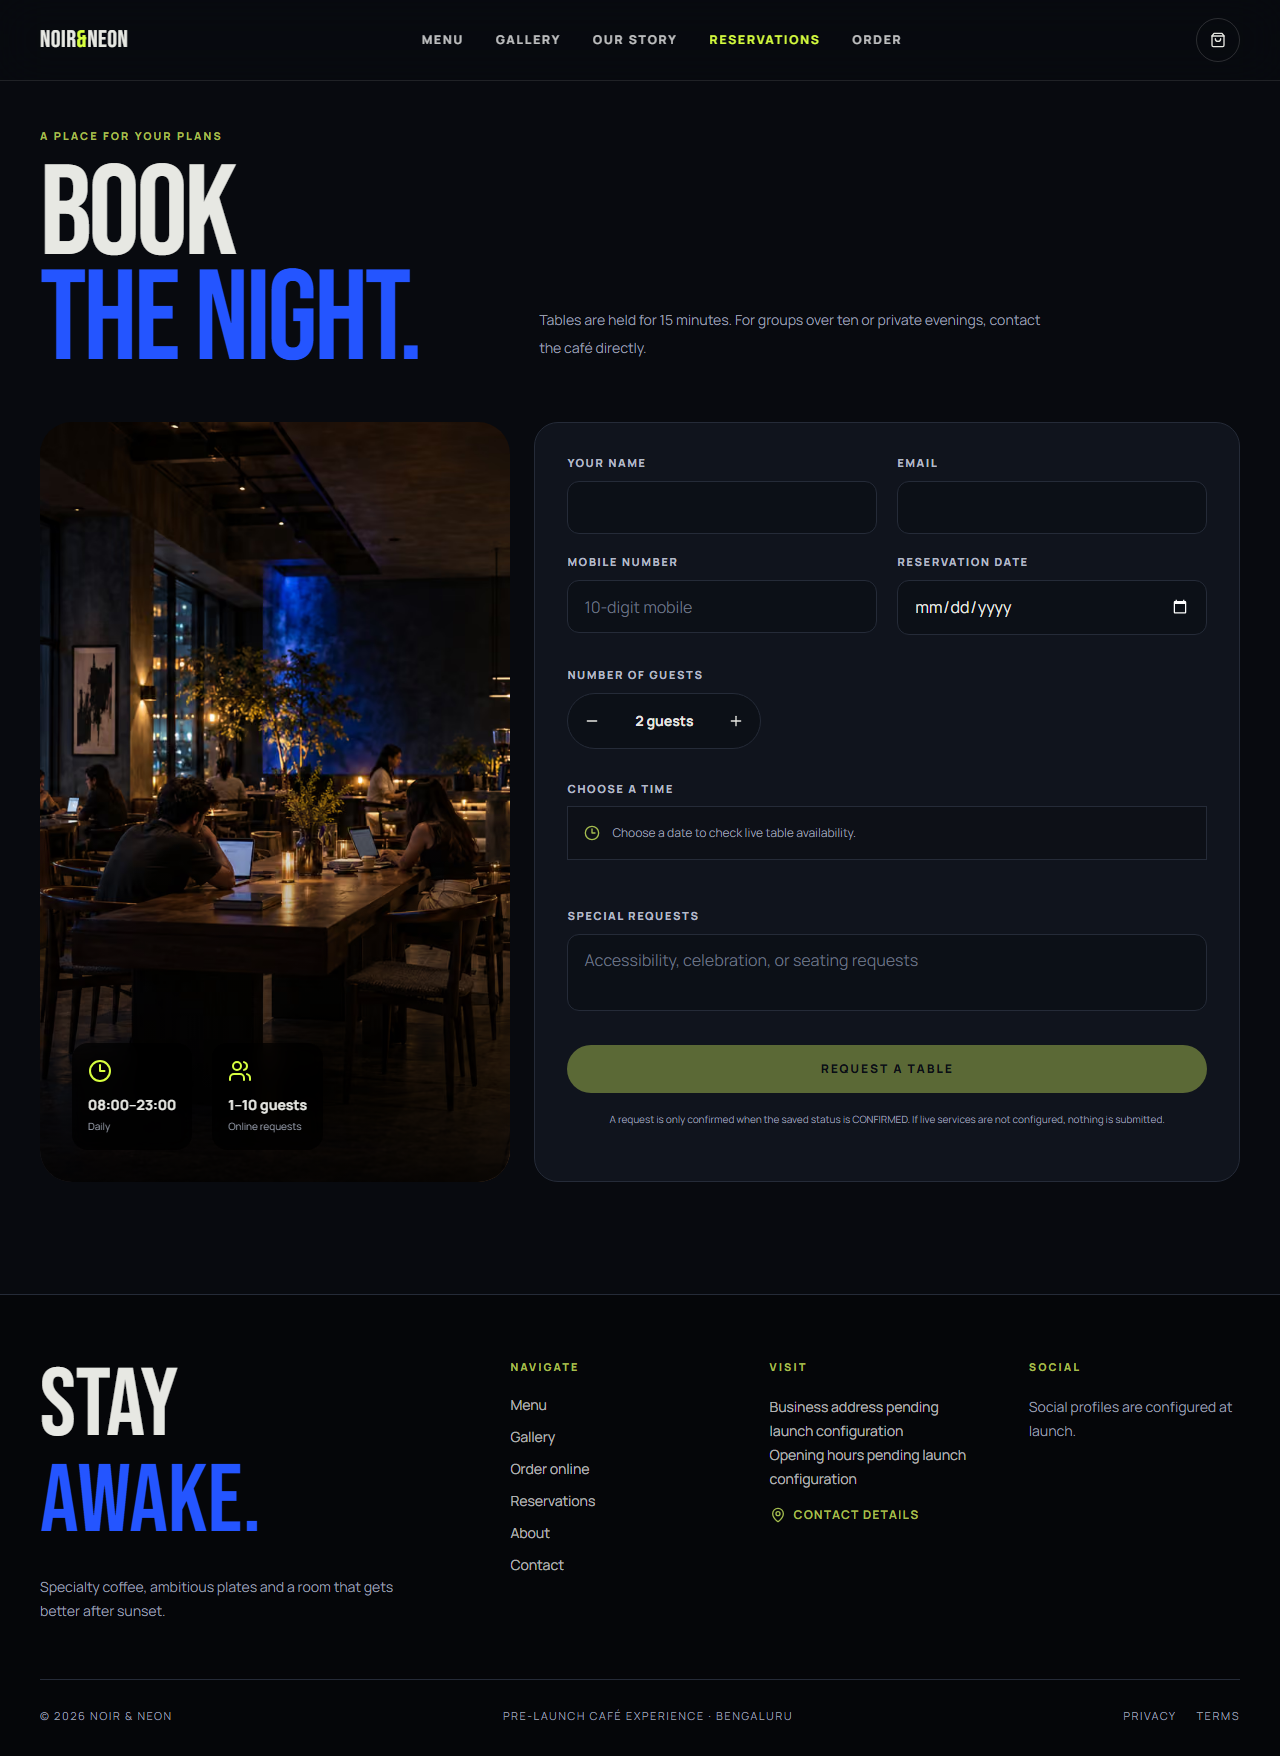 NOIR&NEON
MENU
GALLERY
OUR STORY
RESERVATIONS
ORDER
A PLACE FOR YOUR PLANS
BOOK
THE NIGHT.
Tables are held for 15 minutes. For groups over ten or private evenings, contact
the café directly.
08:00–23:00
Daily
1–10 guests
Online requests
YOUR NAME
EMAIL
MOBILE NUMBER
10-digit mobile
RESERVATION DATE
mm/dd/yyyy
NUMBER OF GUESTS
− 2 guests +
CHOOSE A TIME
Choose a date to check live table availability.
SPECIAL REQUESTS
Accessibility, celebration, or seating requests
REQUEST A TABLE
A request is only confirmed when the saved status is CONFIRMED. If live services are not configured, nothing is submitted.
STAY
AWAKE.
Specialty coffee, ambitious plates and a room that gets
better after sunset.
NAVIGATE
Menu
Gallery
Order online
Reservations
About
Contact
VISIT
Business address pending
launch configuration
Opening hours pending launch
configuration
CONTACT DETAILS
SOCIAL
Social profiles are configured at
launch.
© 2026 NOIR & NEON
PRE-LAUNCH CAFÉ EXPERIENCE · BENGALURU
PRIVACY
TERMS